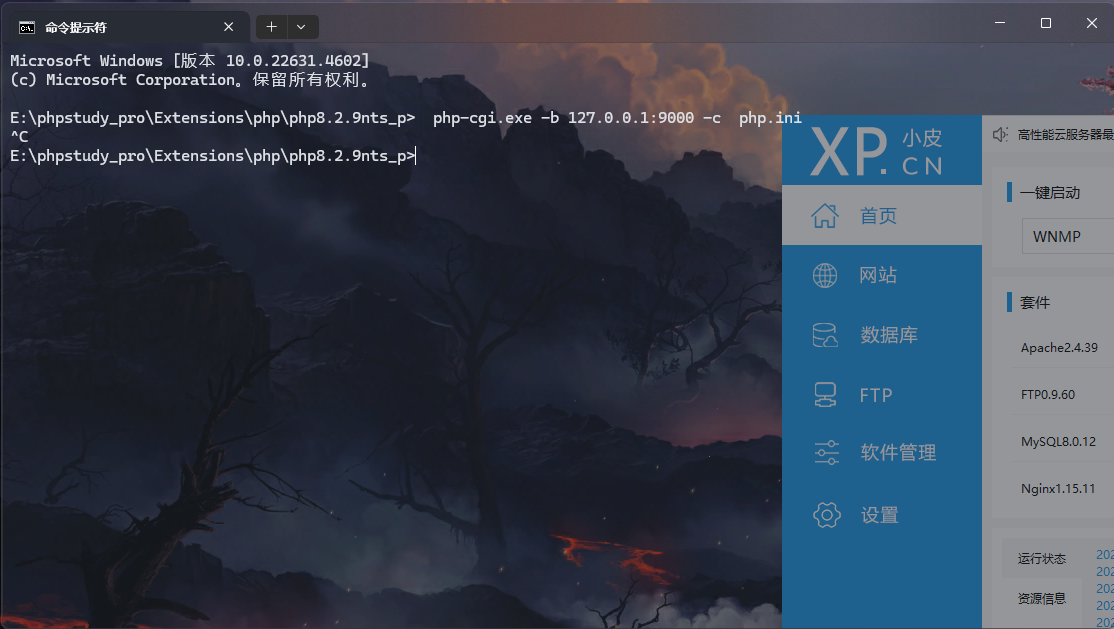 命令提示符
Microsoft Windows [版本 10.0.22631.4602]
(c) Microsoft Corporation。保留所有权利。
E:\phpstudy_pro\Extensions\php\php8.2.9nts_p>  php-cgi.exe -b 127.0.0.1:9000 -c  php.ini
^C
E:\phpstudy_pro\Extensions\php\php8.2.9nts_p>
XP.
小皮
CN
首页
网站
数据库
FTP
软件管理
设置
高性能云服务器最
一键启动
WNMP
套件
Apache2.4.39
FTP0.9.60
MySQL8.0.12
Nginx1.15.11
运行状态
资源信息
202
202
202
202
202